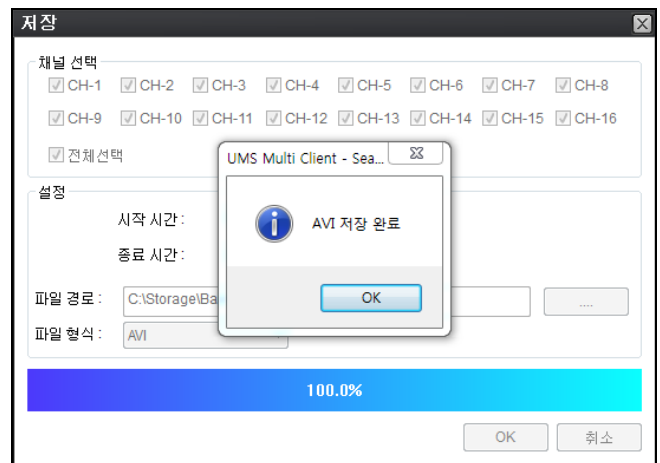 저장
채널 선택
CH-1 CH-2 CH-3 CH-4 CH-5 CH-6 CH-7 CH-8
CH-9 CH-10 CH-11 CH-12 CH-13 CH-14 CH-15 CH-16
전체선택
UMS Multi Client - Sea...
AVI 저장 완료
OK
설정
시작 시간 :
종료 시간 :
파일 경로 : C:\Storage\Ba ....
파일 형식 : AVI
100.0%
OK 취소